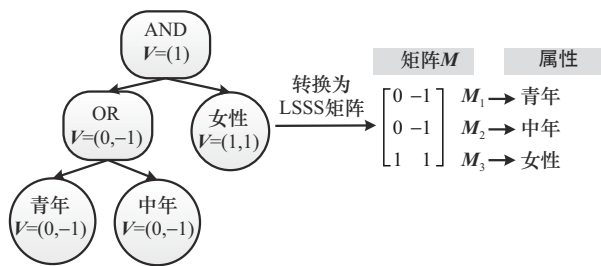 AND
V=(1)
OR
V=(0,−1)
女性
V=(1,1)
青年
V=(0,−1)
中年
V=(0,−1)
转换为
LSSS矩阵
矩阵M 属性
0 −1 M₁ 青年
0 −1 M₂ 中年
1 1 M₃ 女性